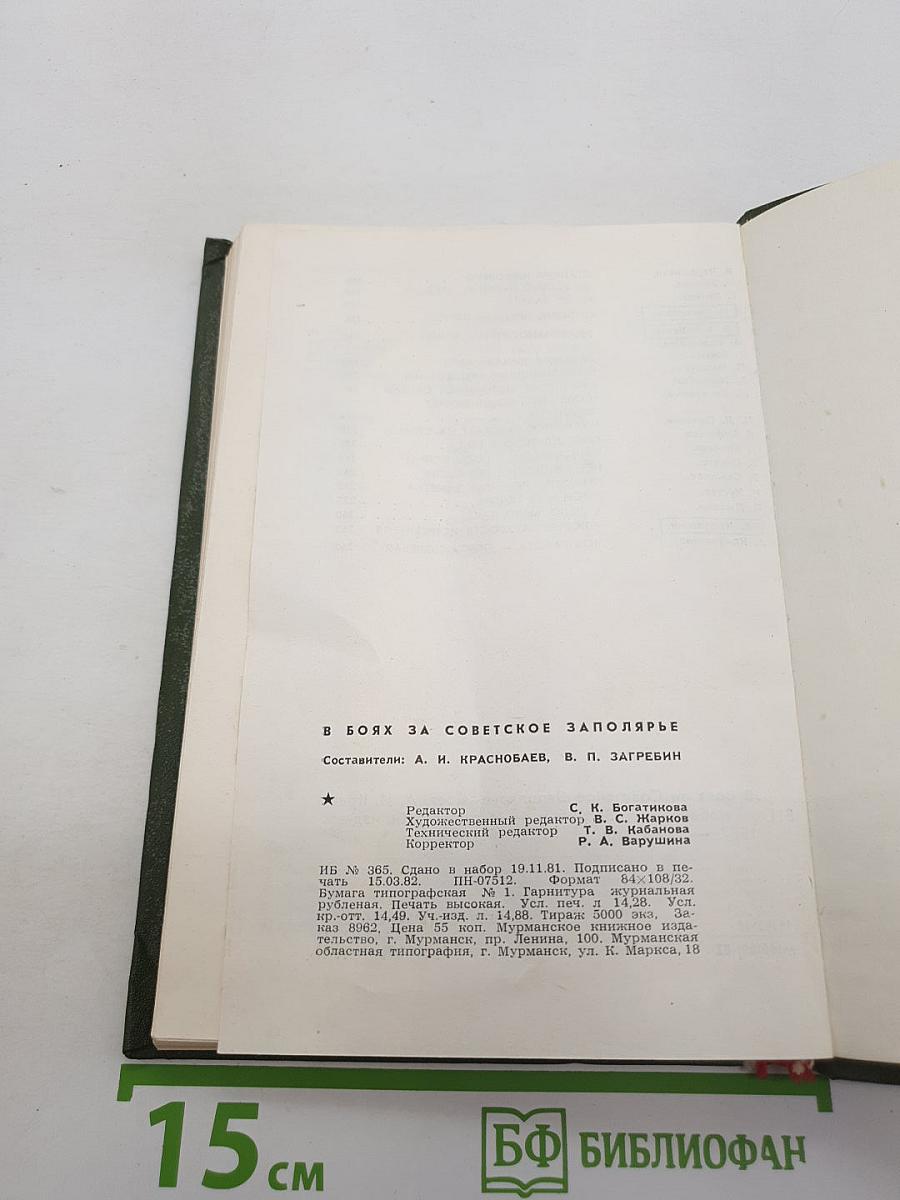 В БОЯХ ЗА СОВЕТСКОЕ ЗАПОЛЯРЬЕ
Составители: А. И. КРАСНОБАЕВ, В. П. ЗАГРЕБИН
Редактор С. К. Богатикова
Художественный редактор В. С. Жарков
Технический редактор Т. В. Кабанова
Корректор Р. А. Варушина
ИБ № 365. Сдано в набор 19.11.81. Подписано в пе-
чать 15.03.82. ПН-07512. Формат 84×108/32.
Бумага типографская № 1. Гарнитура журнальная
рубленая. Печать высокая. Усл. печ. л 14,28. Усл.
кр.-отт. 14,49. Уч.-изд. л. 14,88. Тираж 5000 экз, За-
каз 8962, Цена 55 коп. Мурманское книжное изда-
тельство, г. Мурманск, пр. Ленина, 100. Мурманская
областная типография, г. Мурманск, ул. К. Маркса, 18
15 см
БФ БИБЛИОФАН